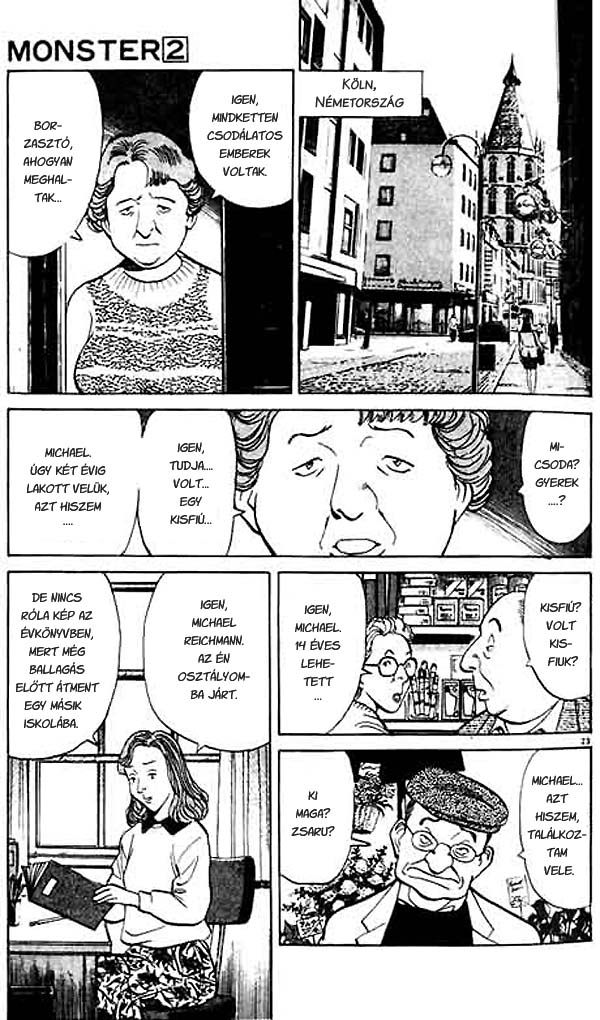 MONSTER 2
KÖLN,
NÉMETORSZÁG
IGEN,
MINDKETTEN
CSODÁLATOS
EMBEREK
VOLTAK.
BOR-
ZASZTÓ,
AHOGYAN
MEGHAL-
TAK...
MI-
CSODA?
GYEREK
....?
IGEN,
TUDJA....
VOLT...
EGY
KISFIÚ...
MICHAEL.
ÚGY KÉT ÉVIG
LAKOTT VELÜK,
AZT HISZEM
....
KISFIÚ?
VOLT
KIS-
FIUK?
IGEN,
MICHAEL.
14 ÉVES
LEHE-
TETT
...
23
MICHAEL...
AZT
HISZEM,
TALÁLKOZ-
TAM
VELE.
KI
MAGA?
ZSARU?
IGEN,
MICHAEL
REICHMANN.
AZ ÉN
OSZTÁLYOM-
BA JÁRT.
DE NINCS
RÓLA KÉP AZ
ÉVKÖNYVBEN,
MERT MÉG
BALLAGÁS
ELŐTT ÁTMENT
EGY MÁSIK
ISKOLÁBA.